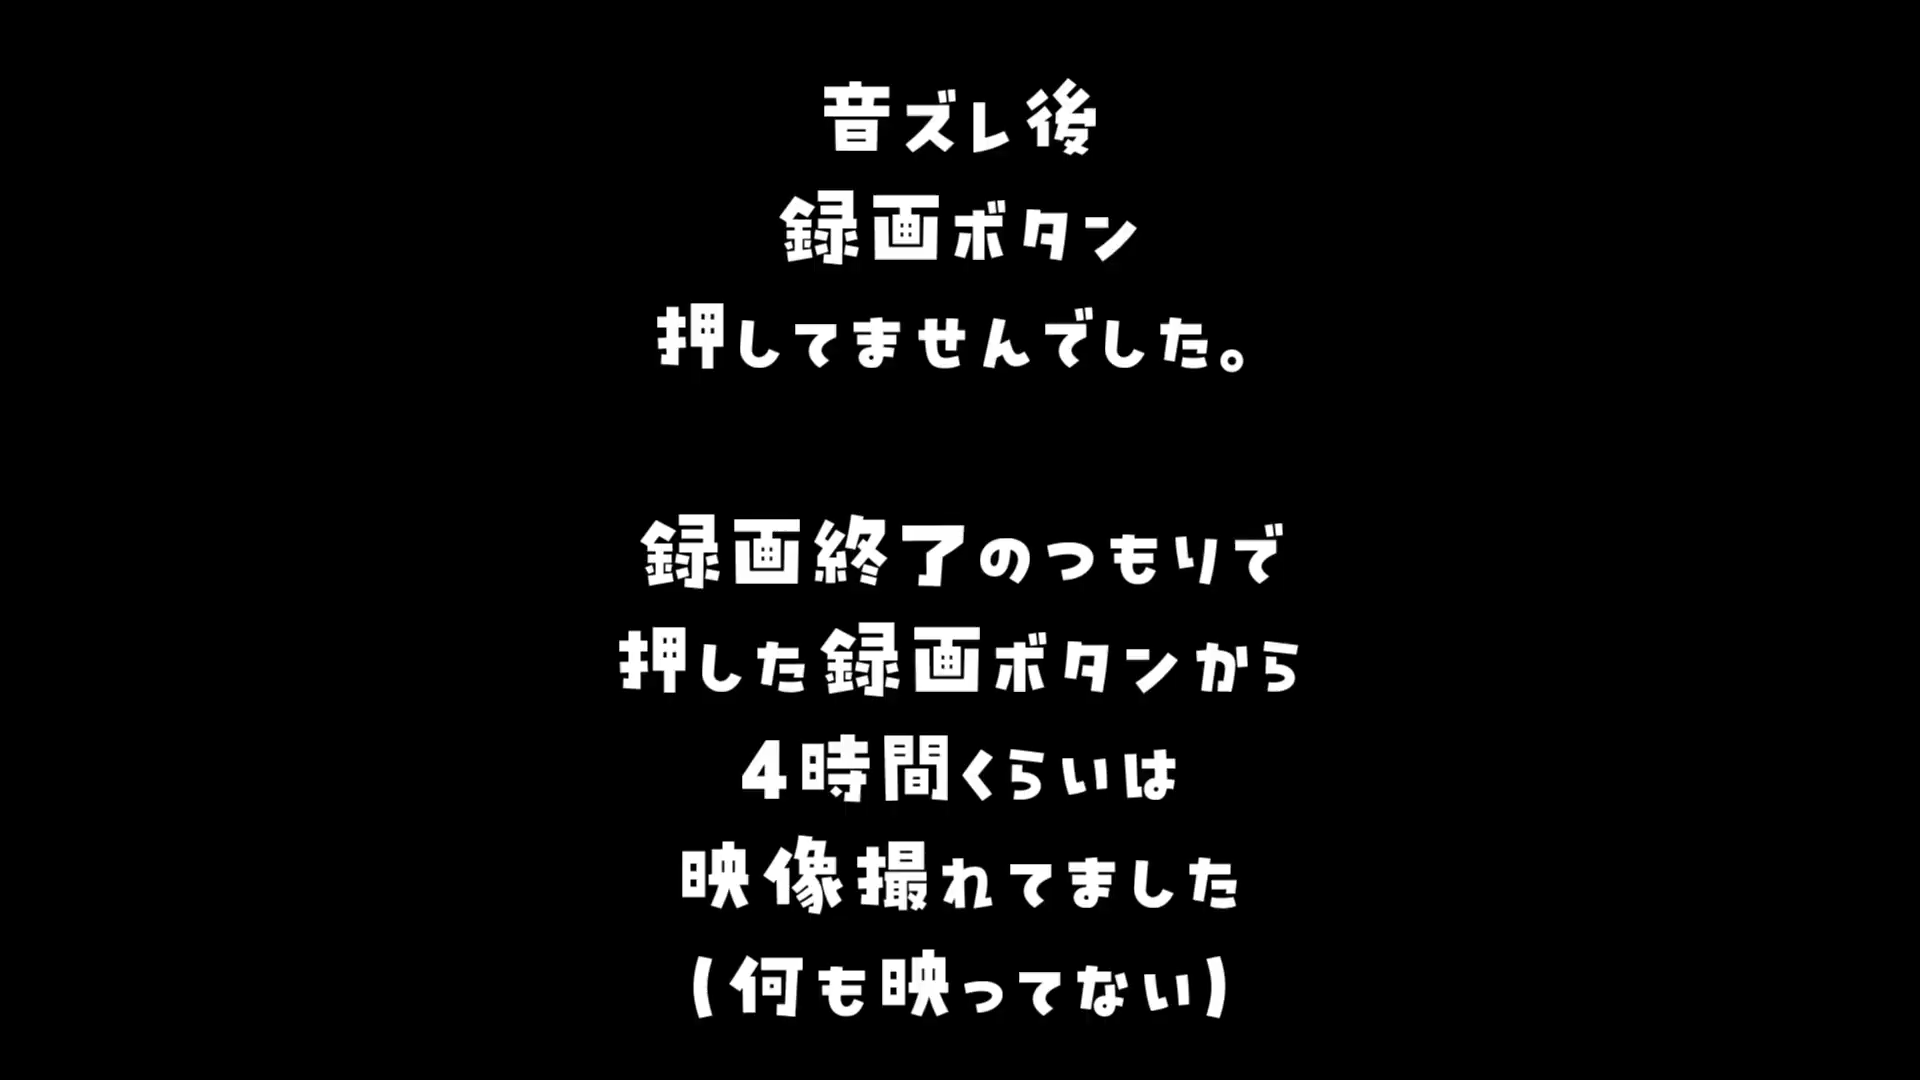 音ズレ後
録画ボタン
押してませんでした。
録画終了のつもりで
押した録画ボタンから
4時間くらいは
映像撮れてました
(何も映ってない)